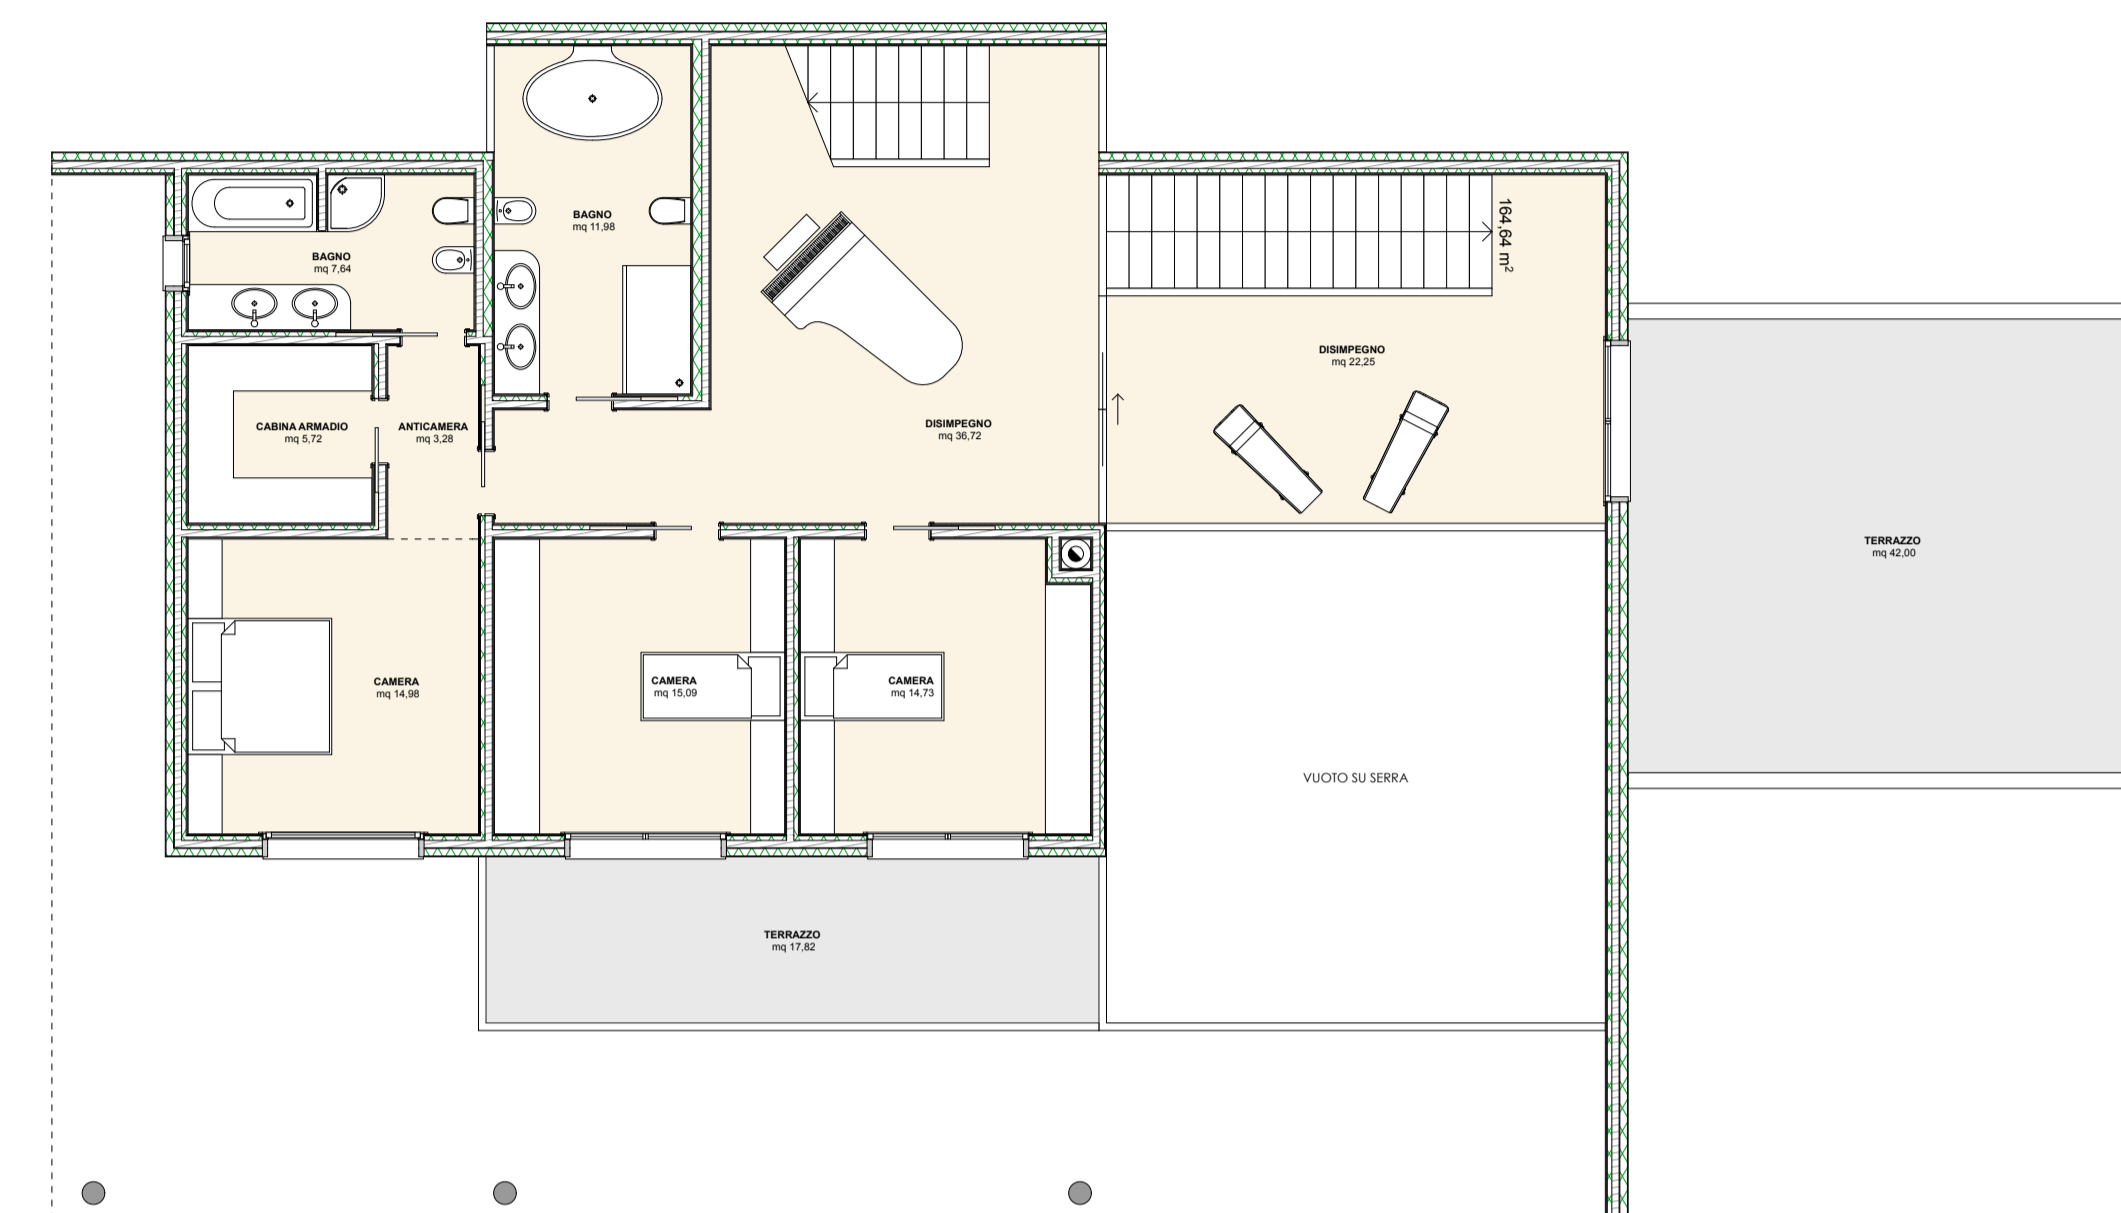 BAGNO
mq 11,98
BAGNO
mq 7,64
164,64 m²
DISIMPEGNO
mq 22,25
CABINA ARMADIO
mq 5,72
ANTICAMERA
mq 3,28
DISIMPEGNO
mq 36,72
TERRAZZO
mq 42,00
CAMERA
mq 14,98
CAMERA
mq 15,09
CAMERA
mq 14,73
VUOTO SU SERRA
TERRAZZO
mq 17,82